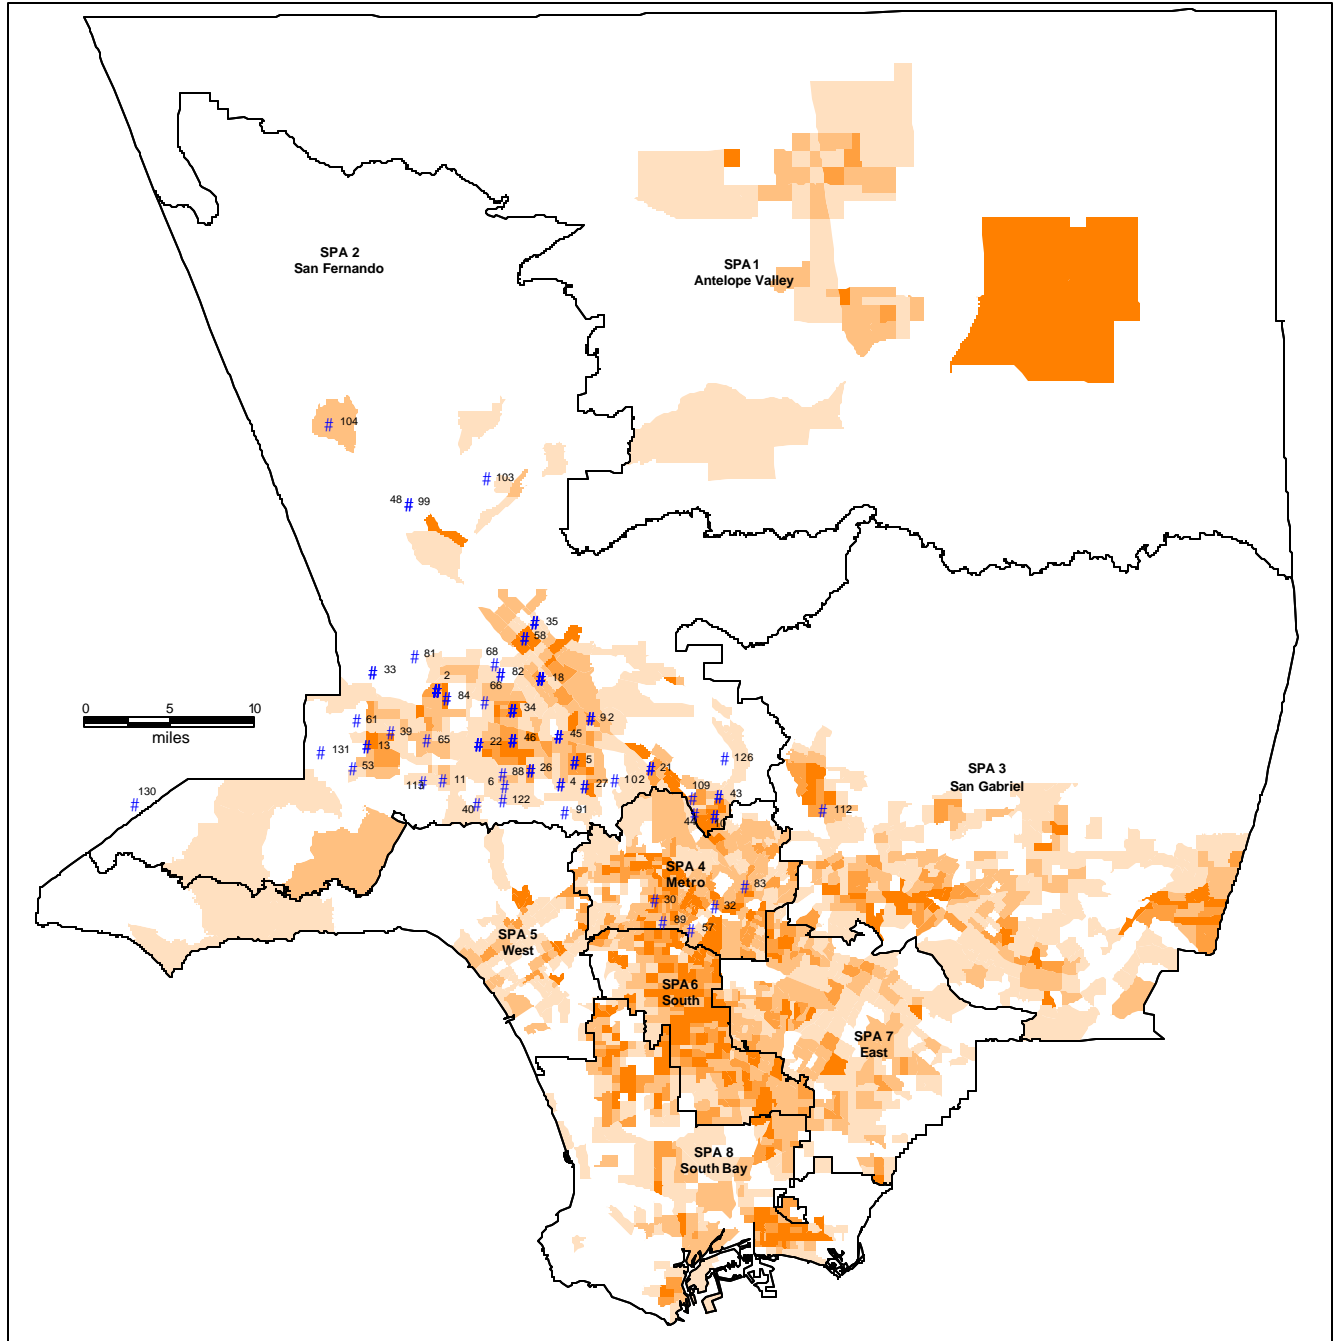 SPA 2
San Fernando
SPA 1
Antelope Valley
# 104
# 103
48 # 99
# 35
# 58
# 81
68
#
# 33
# 82
# 18
2
#
# 84
66
#
# 34
# 92
0 5 10
miles
# 61
# 39
# 13
# 65
# 22
# 46
# 45
# 131
# 53
# 5
# 21
# 126
SPA 3
San Gabriel
# 88
# 26
113 #
# 11
6 #
# 4
# 27
# 102
109
#
# 43
# 130
40 #
# 122
# 91
44 #
# 10
# 112
SPA 4
Metro
# 83
# 30
# 32
# 89
# 57
SPA 5
West
SPA 6
South
SPA 7
East
SPA 8
South Bay